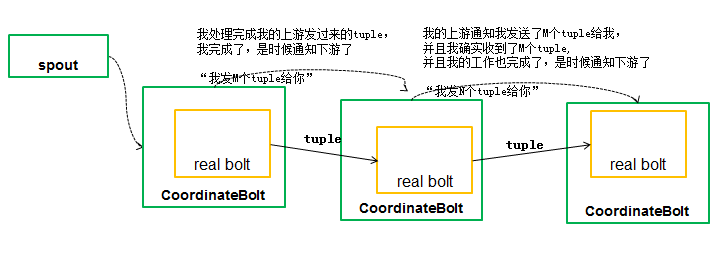 我处理完成我的上游发过来的tuple,
我完成了，是时候通知下游了
“我发M个tuple给你”
我的上游通知我发送了M个tuple给我,
并且我确实收到了M个tuple,
并且我的工作也完成了，是时候通知下游了
“我发N个tuple给你”
spout
real bolt
CoordinateBolt
tuple
real bolt
CoordinateBolt
tuple
real bolt
CoordinateBolt